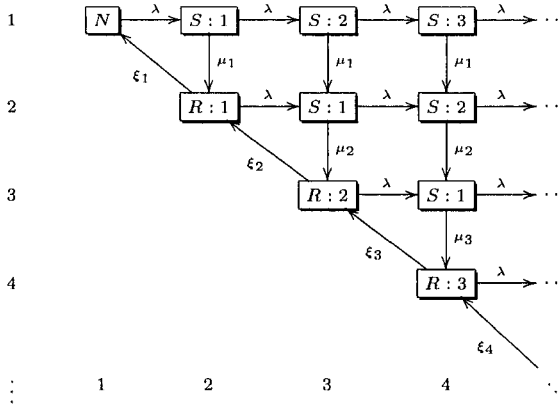 1 N λ S : 1 λ S : 2 λ S : 3 λ ⋯
ξ₁ μ₁ μ₁ μ₁
2 R : 1 λ S : 1 λ S : 2 λ ⋯
ξ₂ μ₂ μ₂
3 R : 2 λ S : 1 λ ⋯
ξ₃ μ₃
4 R : 3 λ ⋯
ξ₄
⋮ 1 2 3 4 ⋱